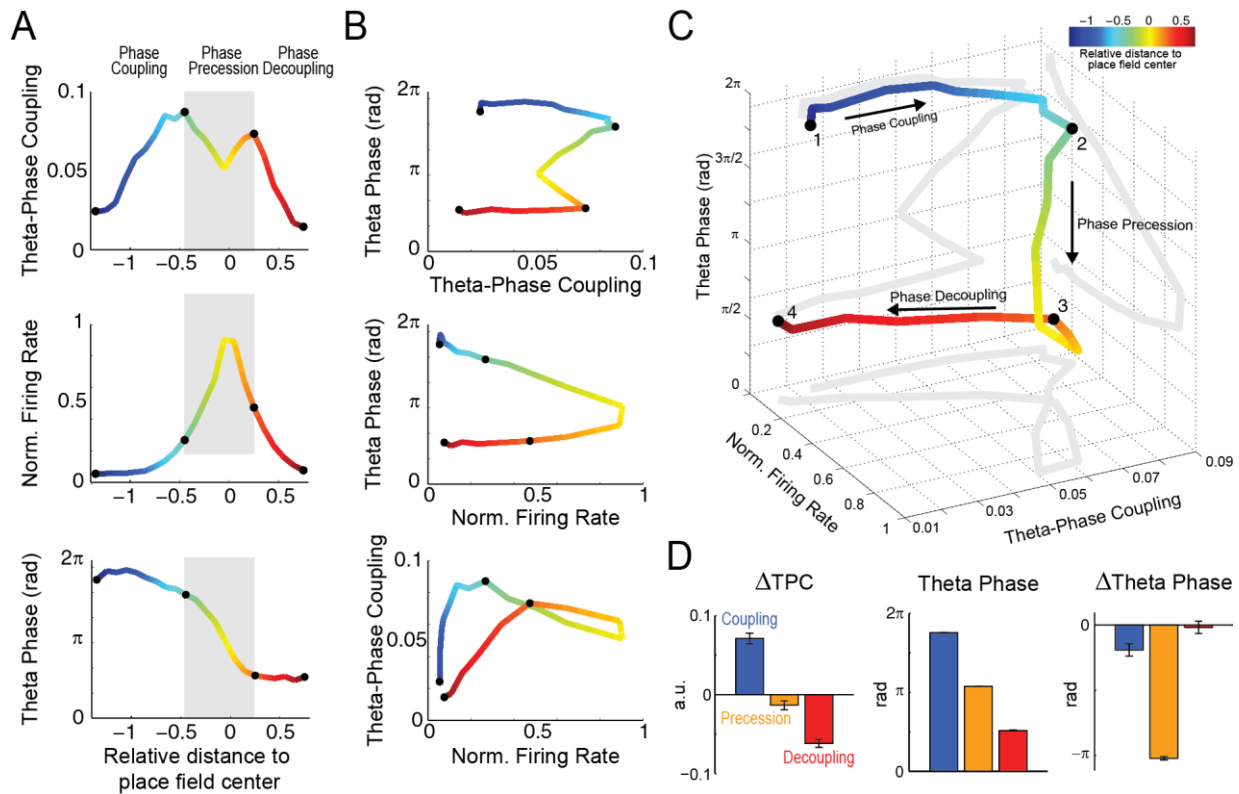 A
Phase Coupling
Phase Precession
Phase Decoupling
Theta-Phase Coupling
0.1
0.05
0
−1
−0.5
0
0.5
Norm. Firing Rate
1
0.5
0
−1
−0.5
0
0.5
Theta Phase (rad)
2π
π
0
−1
−0.5
0
0.5
Relative distance to
place field center
B
Theta Phase (rad)
2π
π
0
0
0.05
0.1
Theta-Phase Coupling
Theta Phase (rad)
2π
π
0
0
0.5
1
Norm. Firing Rate
Theta-Phase Coupling
0.1
0.05
0
0
0.5
1
Norm. Firing Rate
C
−1
−0.5
0
0.5
Relative distance to
place field center
Theta Phase (rad)
2π
3π/2
π
π/2
0
1
Phase Coupling
2
Phase Precession
3
Phase Decoupling
4
0.2
0.4
0.6
0.8
1
Norm. Firing Rate
0.01
0.03
0.05
0.07
0.09
Theta-Phase Coupling
D
ΔTPC
a.u.
0.1
0
−0.1
Coupling
Precession
Decoupling
Theta Phase
rad
2π
π
0
ΔTheta Phase
rad
0
−π